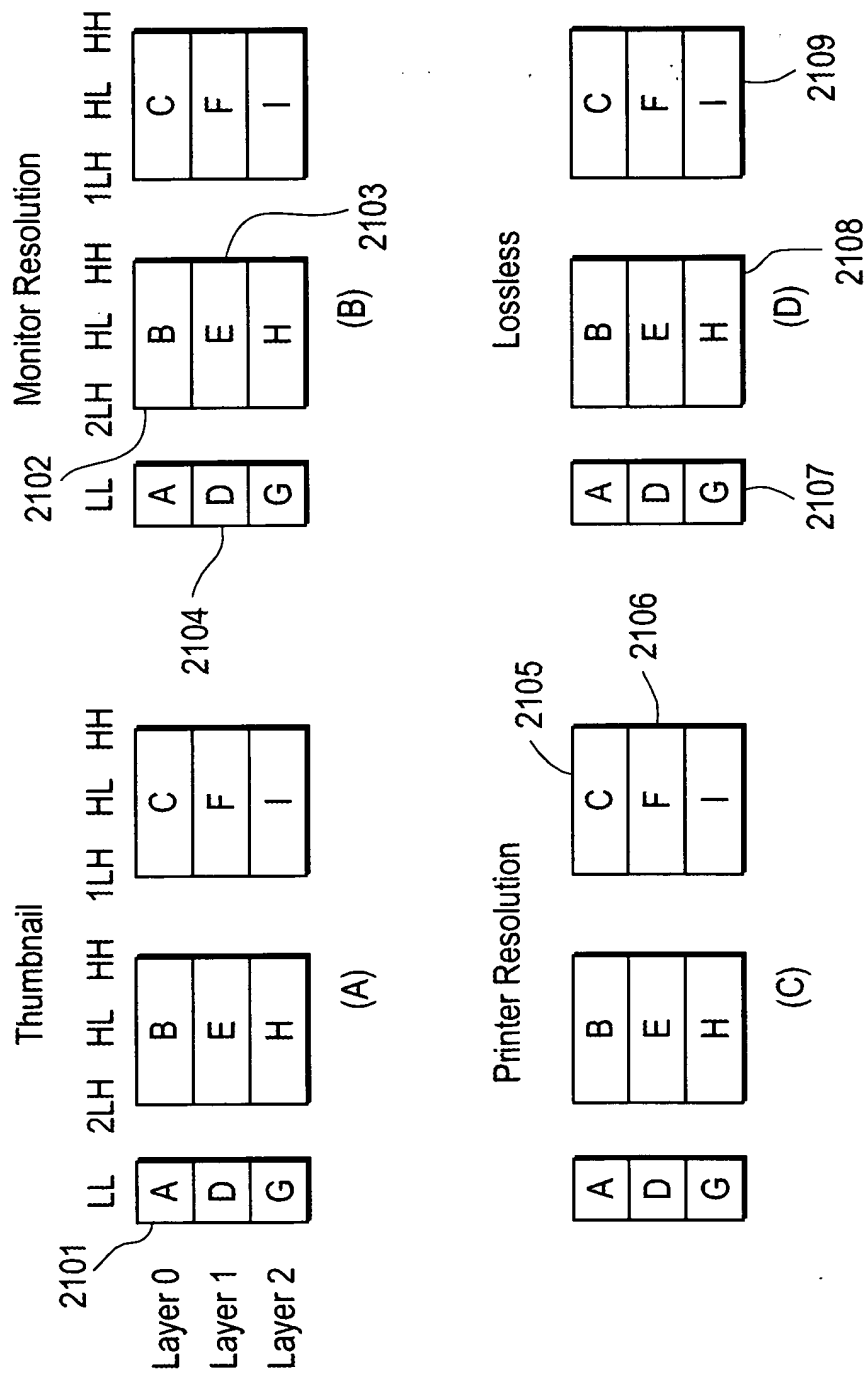 Thumbnail
LL 2LH HL HH 1LH HL HH
2101
Layer 0 A B C
Layer 1 D E F
Layer 2 G H I
(A)
Monitor Resolution
2102
LL 2LH HL HH 1LH HL HH
A B C
D E F
G H I
2104
2103
(B)
Printer Resolution
2105
A B C
D E F
G H I
2106
(C)
Lossless
A B C
D E F
G H I
2107
2108
2109
(D)